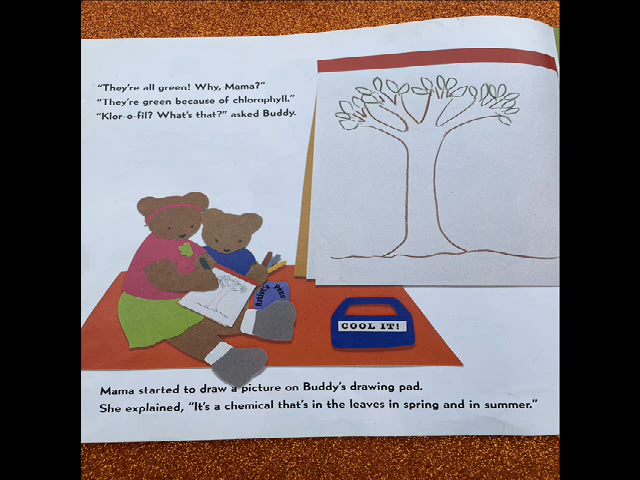 "They're all green! Why, Mama?"
"They're green because of chlorophyll."
"Klor-o-fil? What's that?" asked Buddy.
Artist's
COOL IT!
Mama started to draw a picture on Buddy's drawing pad.
She explained, "It's a chemical that's in the leaves in spring and in summer."